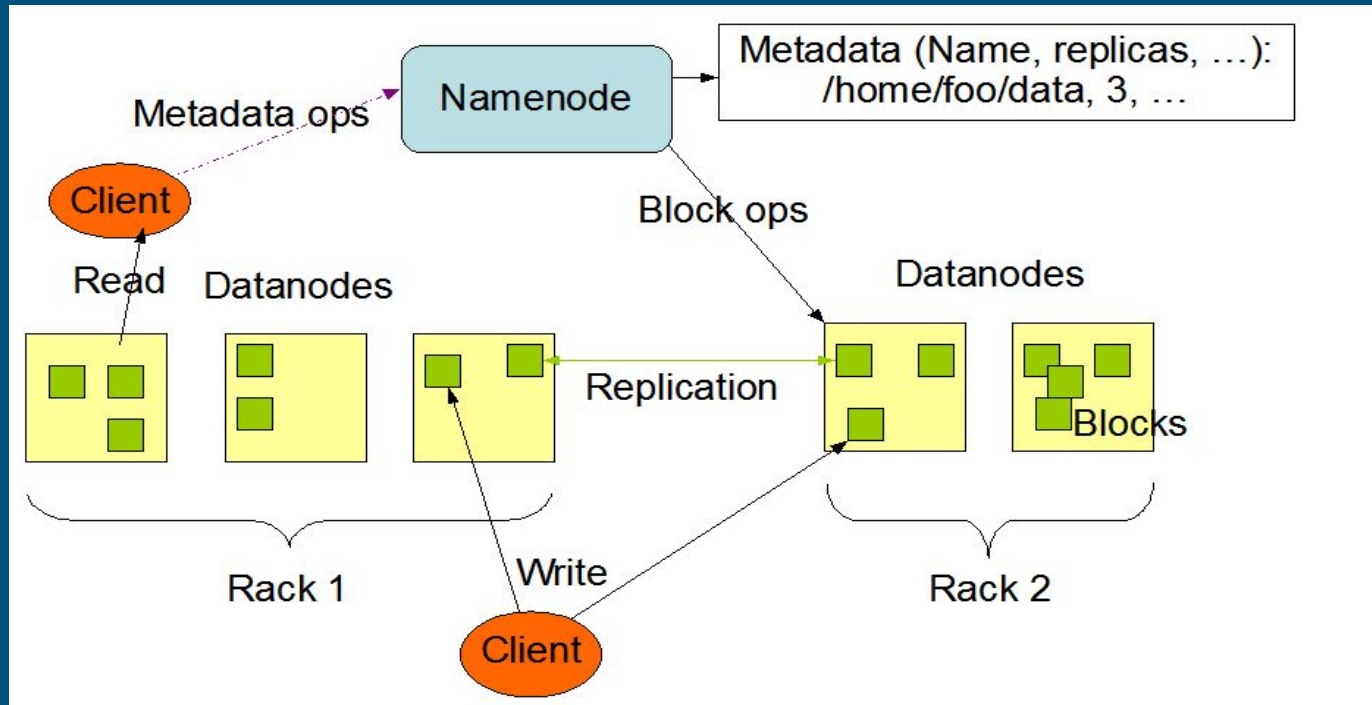 Metadata (Name, replicas, …):
/home/foo/data, 3, …
Namenode
Metadata ops
Client
Block ops
Read
Datanodes
Datanodes
Replication
Blocks
Rack 1
Write
Rack 2
Client